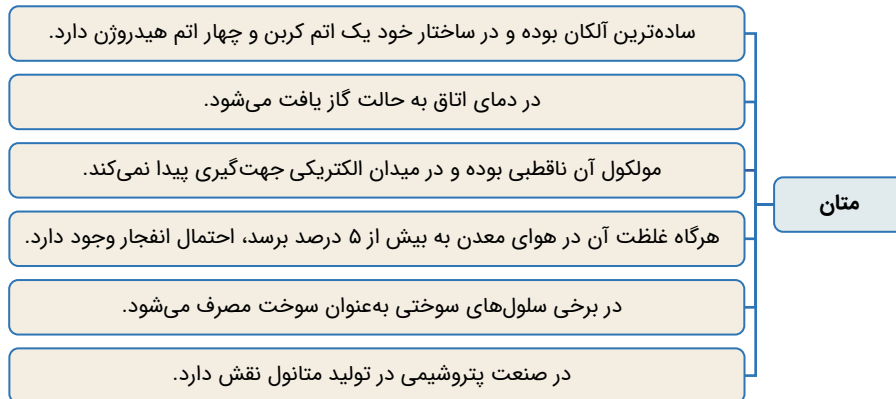 ساده‌ترین آلکان بوده و در ساختار خود یک اتم کربن و چهار اتم هیدروژن دارد.
در دمای اتاق به حالت گاز یافت می‌شود.
مولکول آن ناقطبی بوده و در میدان الکتریکی جهت‌گیری پیدا نمی‌کند.
متان
هرگاه غلظت آن در هوای معدن به بیش از ۵ درصد برسد، احتمال انفجار وجود دارد.
در برخی سلول‌های سوختی به‌عنوان سوخت مصرف می‌شود.
در صنعت پتروشیمی در تولید متانول نقش دارد.